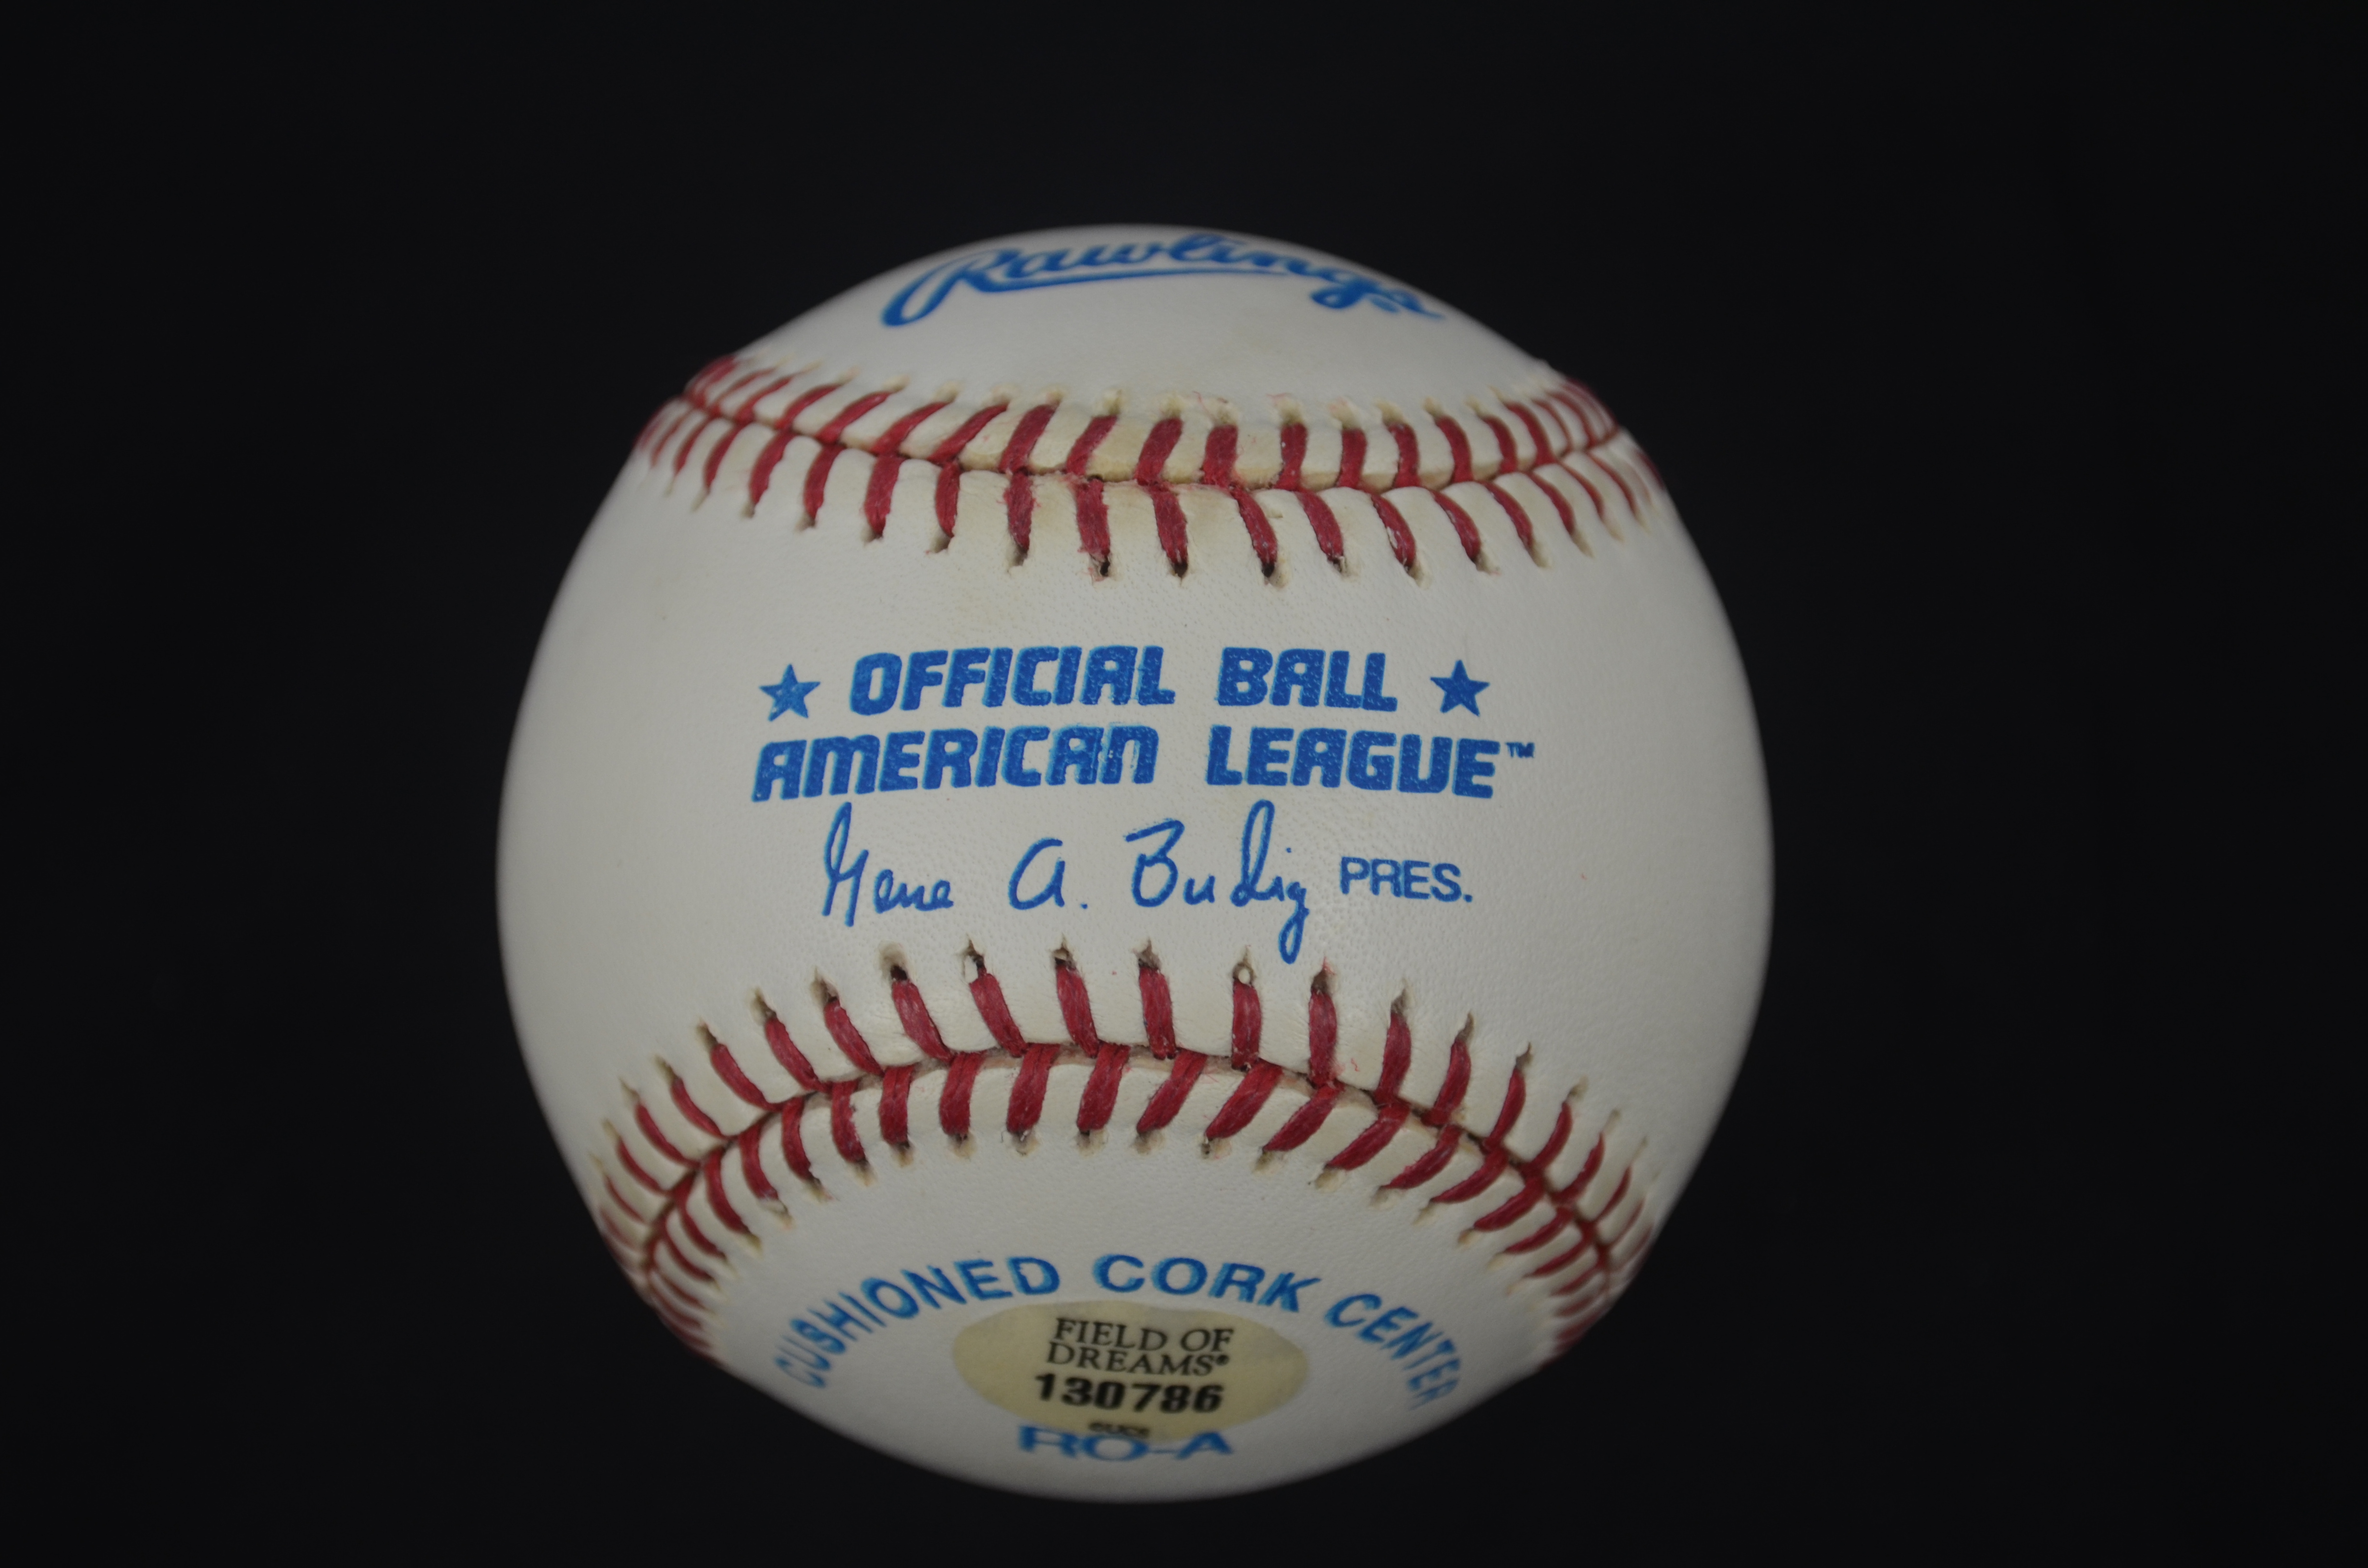 Rawlings
★ OFFICIAL BALL ★
AMERICAN LEAGUE™
Gene A. Budig PRES.
CUSHIONED CORK CENTER
FIELD OF
DREAMS®
130786
RO-A